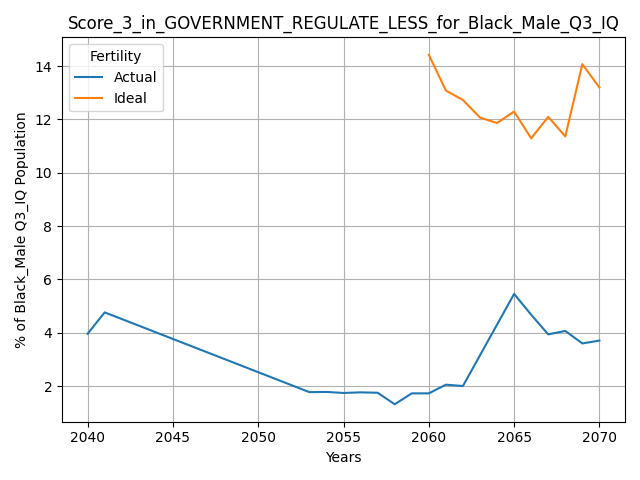 Score_3_in_GOVERNMENT_REGULATE_LESS_for_Black_Male_Q3_IQ
Fertility
Actual
Ideal
% of Black_Male Q3_IQ Population
14
12
10
8
6
4
2
2040 2045 2050 2055 2060 2065 2070
Years